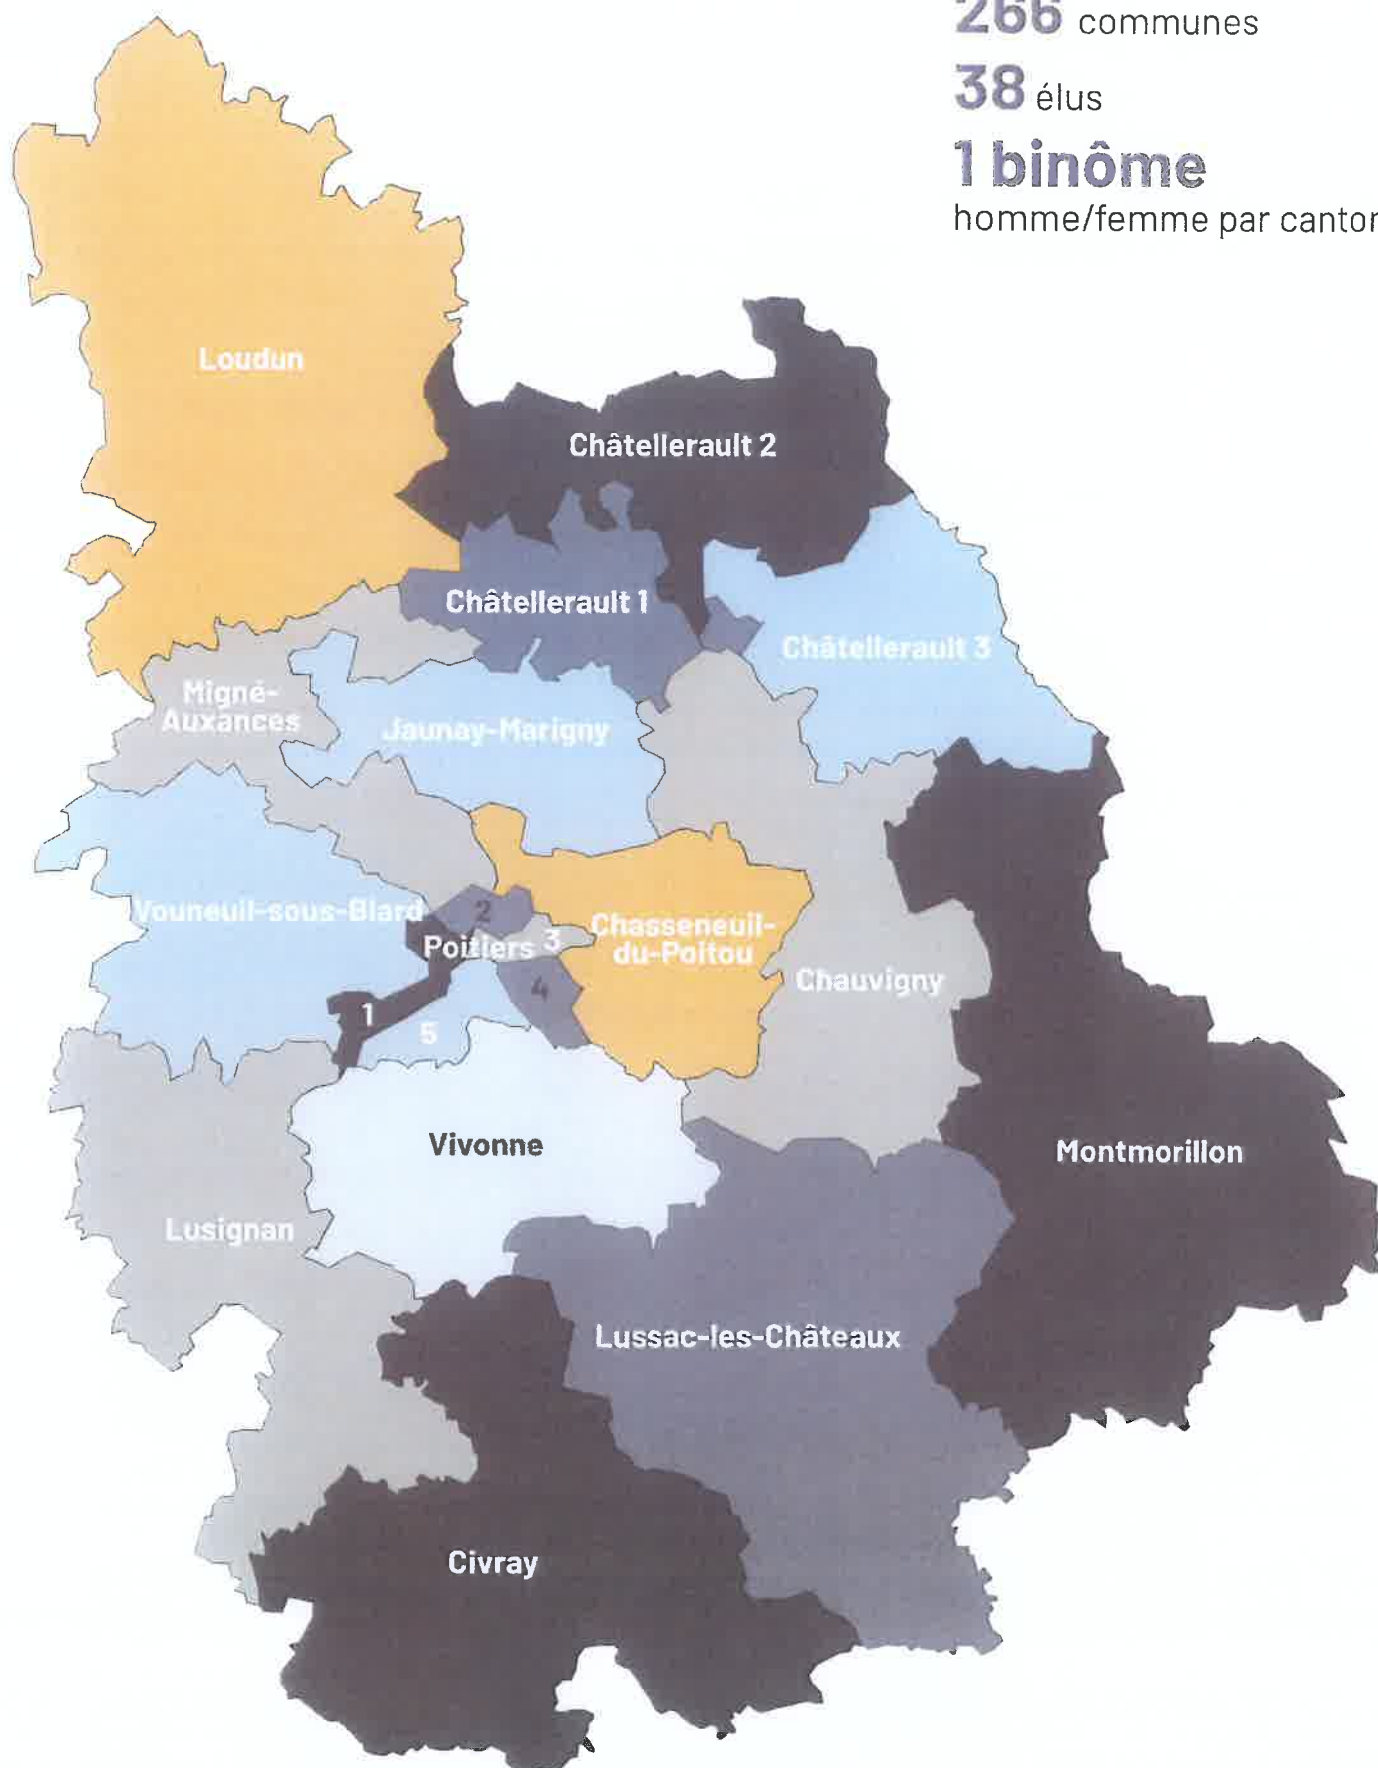 266 communes
38 élus
1 binôme
homme/femme par canton
Loudun
Châtellerault 2
Châtellerault 1
Châtellerault 3
Migné-
Auxances
Jaunay-Marigny
Vouneuil-sous-Biard
2
Poitiers 3
Chasseneuil-
du-Poitou
Chauvigny
4
1
5
Vivonne
Montmorillon
Lusignan
Lussac-les-Châteaux
Civray